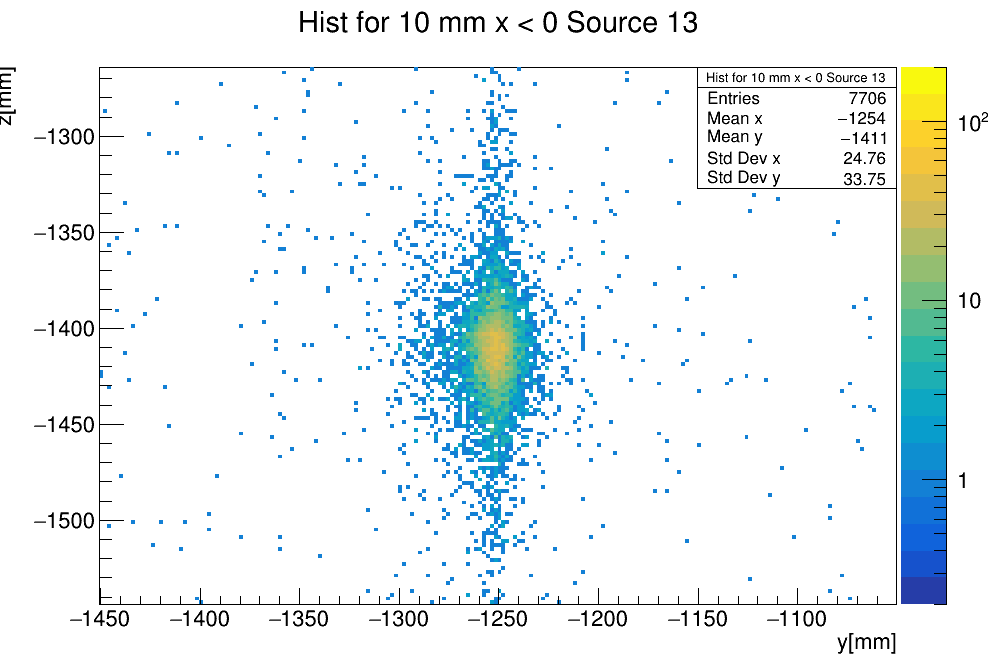 Hist for 10 mm x < 0 Source 13
z[mm]
Hist for 10 mm x < 0 Source 13
Entries 7706
Mean x −1254
Mean y −1411
Std Dev x 24.76
Std Dev y 33.75
−1300
−1350
−1400
−1450
−1500
10²
10
1
−1450 −1400 −1350 −1300 −1250 −1200 −1150 −1100
y[mm]